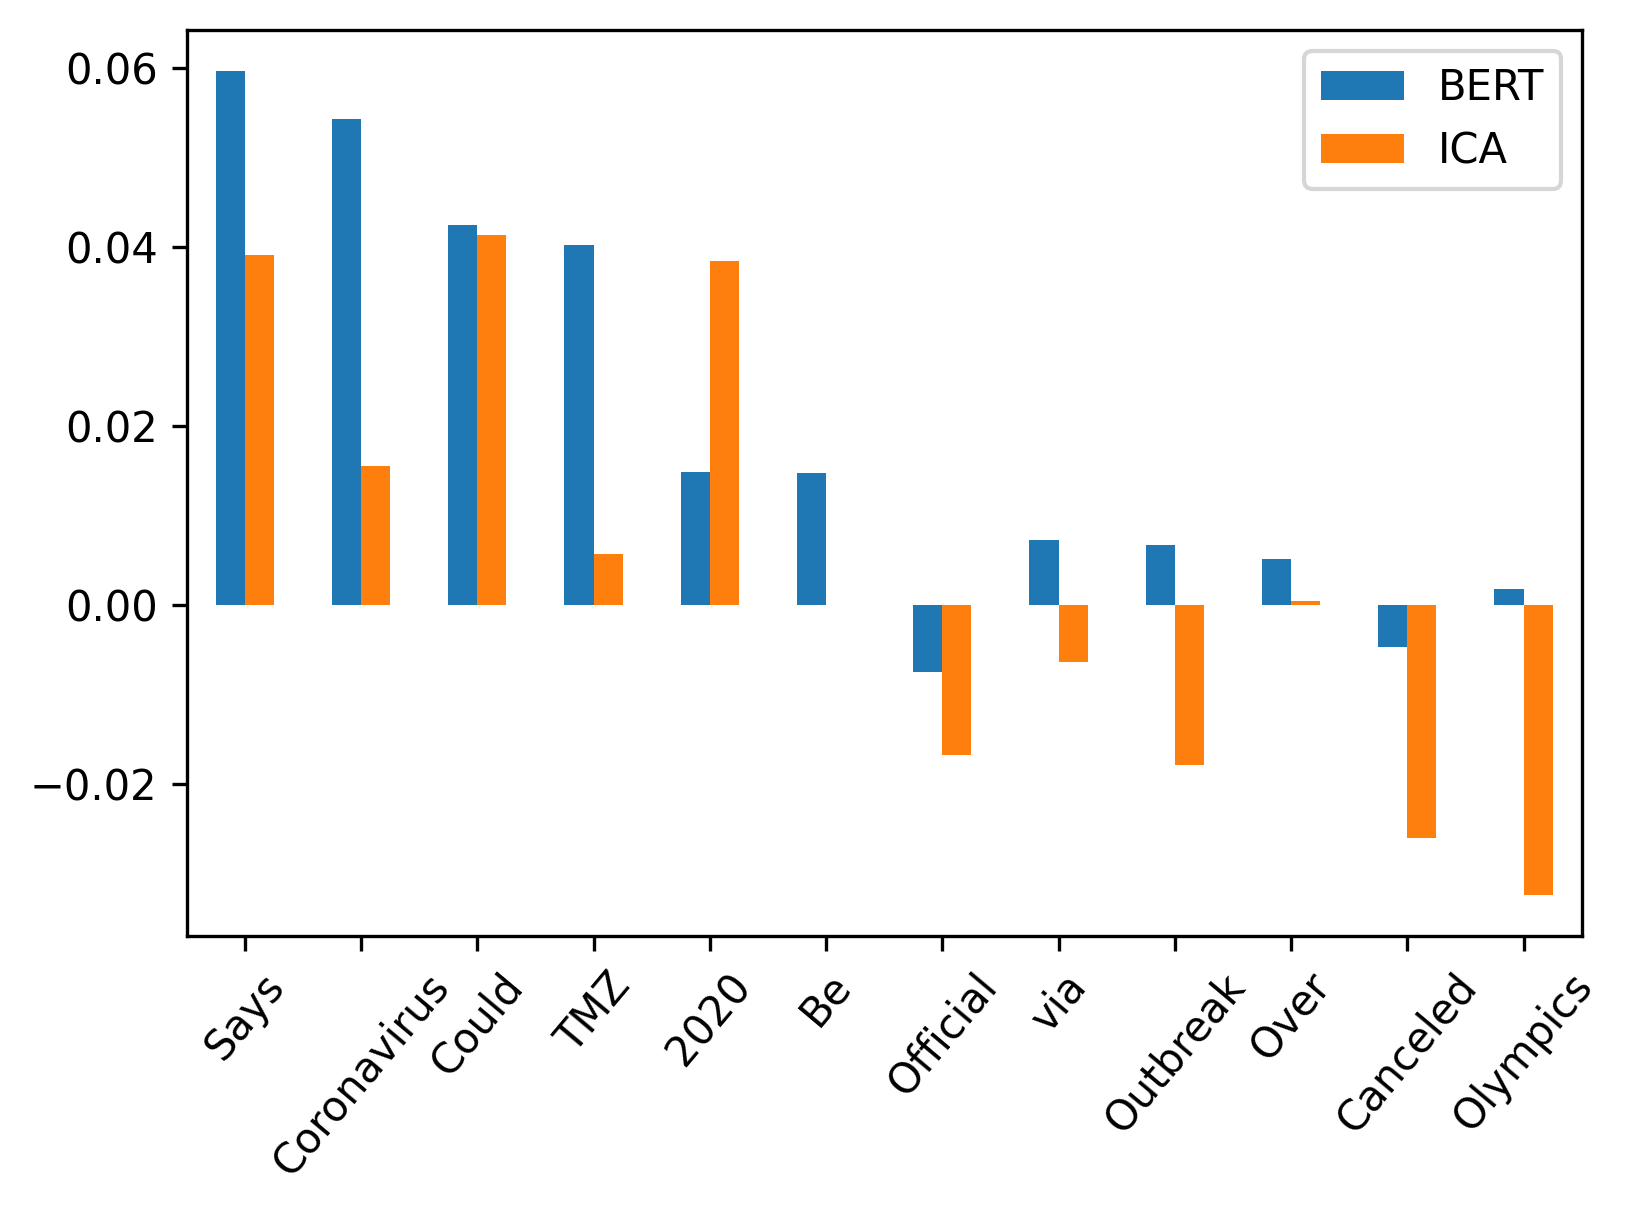 0.06
0.04
0.02
0.00
−0.02
BERT
ICA
Says
Coronavirus
Could
TMZ
2020
Be
Official
via
Outbreak
Over
Canceled
Olympics